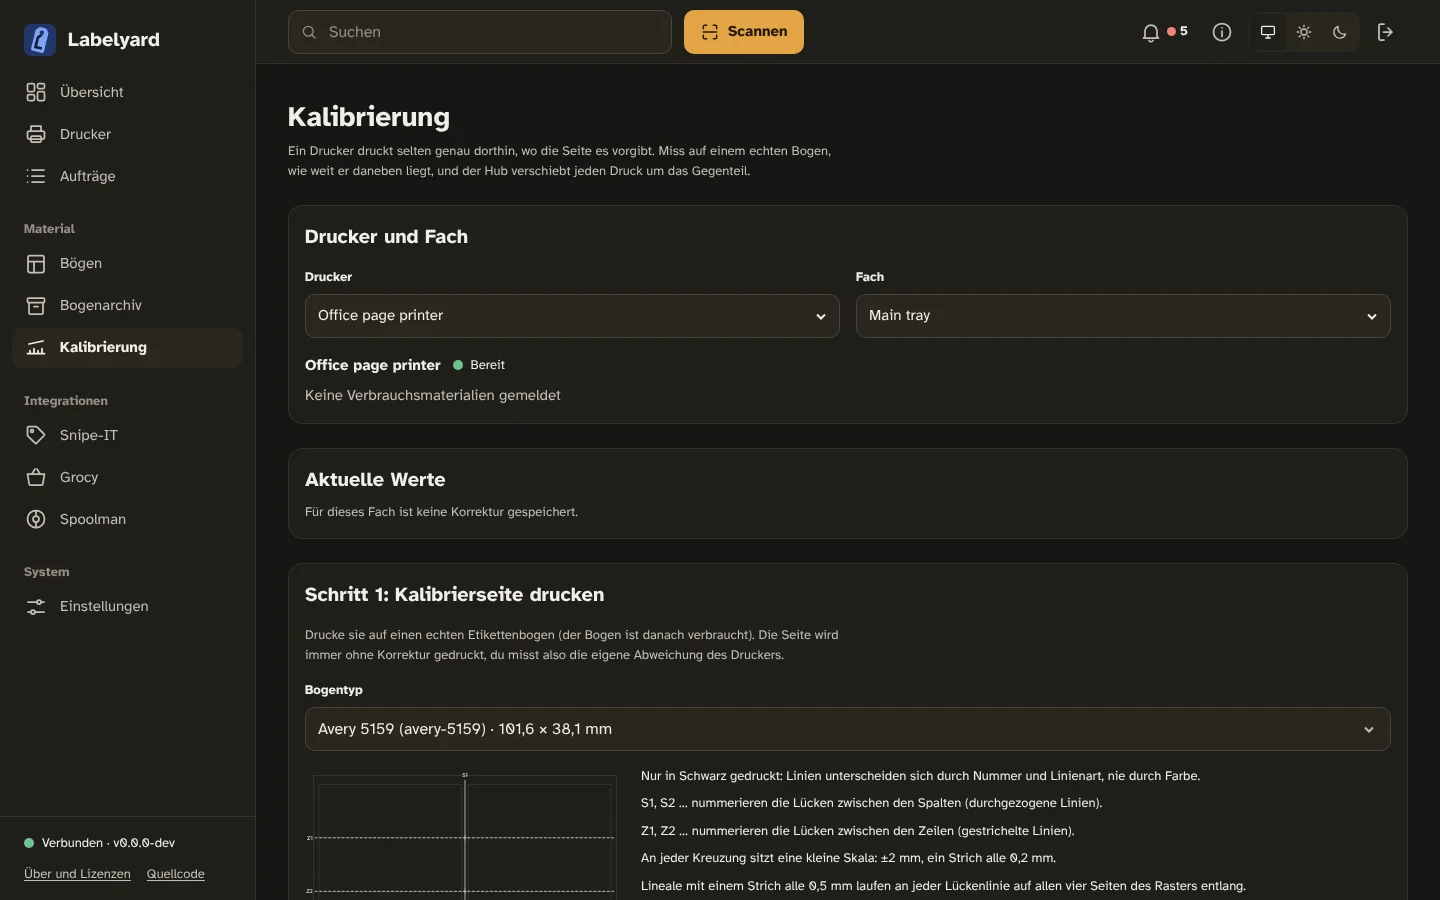 Labelyard
Suchen
Scannen
5
Übersicht
Drucker
Aufträge
Material
Bögen
Bogenarchiv
Kalibrierung
Integrationen
Snipe-IT
Grocy
Spoolman
System
Einstellungen
Verbunden · v0.0.0-dev
Über und Lizenzen Quellcode
Kalibrierung
Ein Drucker druckt selten genau dorthin, wo die Seite es vorgibt. Miss auf einem echten Bogen,
wie weit er daneben liegt, und der Hub verschiebt jeden Druck um das Gegenteil.
Drucker und Fach
Drucker
Fach
Office page printer
Main tray
Office page printer Bereit
Keine Verbrauchsmaterialien gemeldet
Aktuelle Werte
Für dieses Fach ist keine Korrektur gespeichert.
Schritt 1: Kalibrierseite drucken
Drucke sie auf einen echten Etikettenbogen (der Bogen ist danach verbraucht). Die Seite wird
immer ohne Korrektur gedruckt, du misst also die eigene Abweichung des Druckers.
Bogentyp
Avery 5159 (avery-5159) · 101,6 × 38,1 mm
S1
Z1
Z2
Nur in Schwarz gedruckt: Linien unterscheiden sich durch Nummer und Linienart, nie durch Farbe.
S1, S2 … nummerieren die Lücken zwischen den Spalten (durchgezogene Linien).
Z1, Z2 … nummerieren die Lücken zwischen den Zeilen (gestrichelte Linien).
An jeder Kreuzung sitzt eine kleine Skala: ±2 mm, ein Strich alle 0,2 mm.
Lineale mit einem Strich alle 0,5 mm laufen an jeder Lückenlinie auf allen vier Seiten des Rasters entlang.